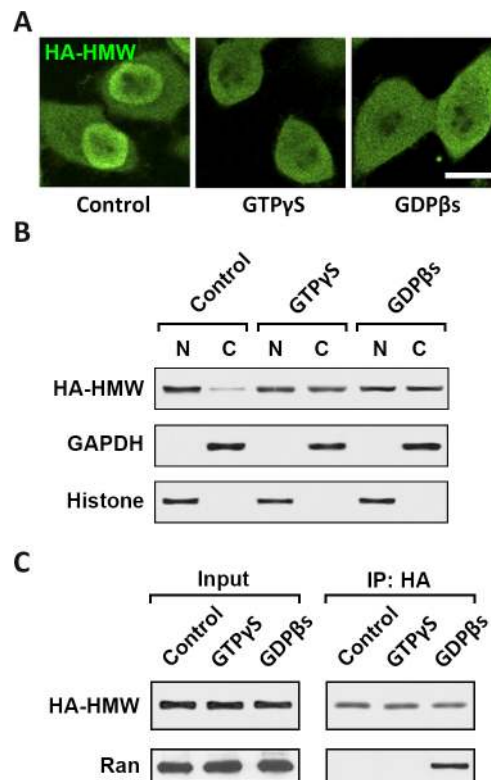 A
HA-HMW
Control GTPγS GDPβs
B
Control GTPγS GDPβs
N C N C N C
HA-HMW
GAPDH
Histone
C
Input IP: HA
Control GTPγS GDPβs Control GTPγS GDPβs
HA-HMW
Ran